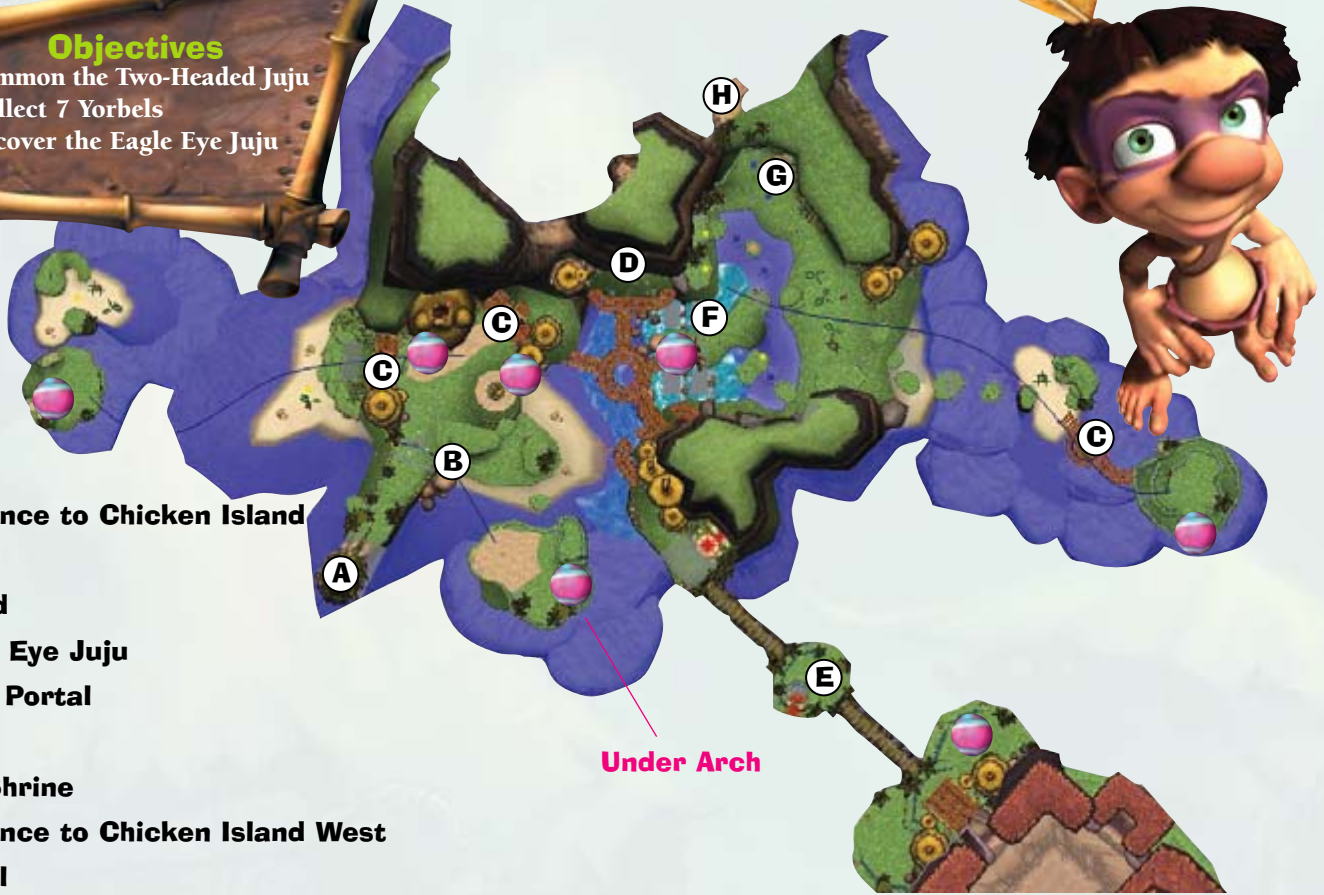 Objectives
mmon the Two-Headed Juju
llect 7 Yorbels
cover the Eagle Eye Juju
H
G
D
C
F
C
C
B
nce to Chicken Island
A
d
Eye Juju
E
Portal
Under Arch
hrine
nce to Chicken Island West
l